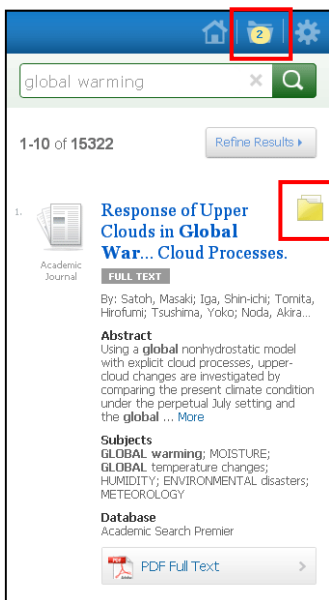 2
global warming ×
1-10 of 15322
Refine Results
1.
Response of Upper
Clouds in Global
War... Cloud Processes.
Academic
Journal
FULL TEXT
By: Satoh, Masaki; Iga, Shin-ichi; Tomita,
Hirofumi; Tsushima, Yoko; Noda, Akira...
Abstract
Using a global nonhydrostatic model
with explicit cloud processes, upper-
cloud changes are investigated by
comparing the present climate condition
under the perpetual July setting and
the global ... More
Subjects
GLOBAL warming; MOISTURE;
GLOBAL temperature changes;
HUMIDITY; ENVIRONMENTAL disasters;
METEOROLOGY
Database
Academic Search Premier
PDF Full Text